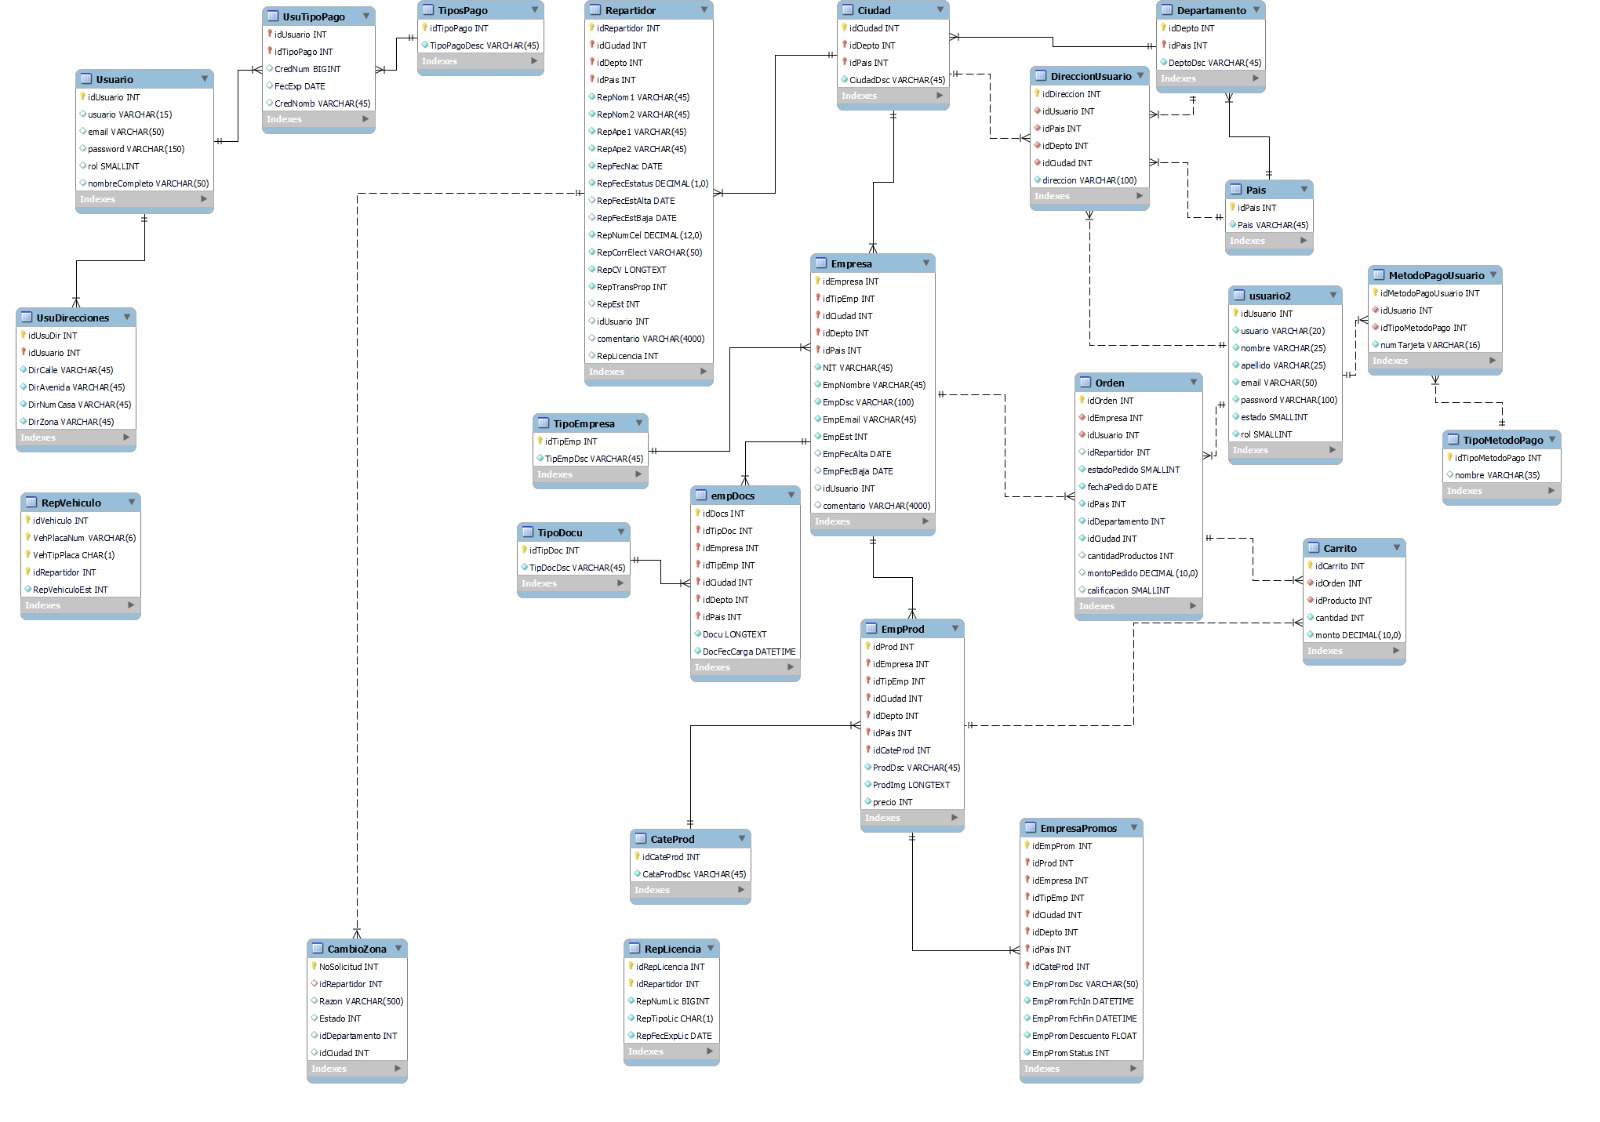 UsuTipoPago
idUsuario INT
idTipoPago INT
CredNum BIGINT
FecExp DATE
CredNomb VARCHAR(45)
Indexes
TiposPago
idTipoPago INT
TipoPagoDesc VARCHAR(45)
Indexes
Repartidor
idRepartidor INT
idCiudad INT
idDepto INT
idPais INT
RepNom1 VARCHAR(45)
RepNom2 VARCHAR(45)
RepApe1 VARCHAR(45)
RepApe2 VARCHAR(45)
RepFecNac DATE
RepFecEstatus DECIMAL(1,0)
RepFecEstAlta DATE
RepFecEstBaja DATE
RepNumCel DECIMAL(12,0)
RepCorrElect VARCHAR(50)
RepCV LONGTEXT
RepTransProp INT
RepEst INT
idUsuario INT
comentario VARCHAR(4000)
RepLicencia INT
Indexes
Ciudad
idCiudad INT
idDepto INT
idPais INT
CiudadDsc VARCHAR(45)
Indexes
Departamento
idDepto INT
idPais INT
DeptoDsc VARCHAR(45)
Indexes
Usuario
idUsuario INT
usuario VARCHAR(15)
email VARCHAR(50)
password VARCHAR(150)
rol SMALLINT
nombreCompleto VARCHAR(50)
Indexes
DireccionUsuario
idDireccion INT
idUsuario INT
idPais INT
idDepto INT
idCiudad INT
direccion VARCHAR(100)
Indexes
Pais
idPais INT
Pais VARCHAR(45)
Indexes
Empresa
idEmpresa INT
idTipEmp INT
idCiudad INT
idDepto INT
idPais INT
NIT VARCHAR(45)
EmpNombre VARCHAR(45)
EmpDsc VARCHAR(100)
EmpEmail VARCHAR(45)
EmpEst INT
EmpFecAlta DATE
EmpFecBaja DATE
idUsuario INT
comentario VARCHAR(4000)
Indexes
MetodoPagoUsuario
idMetodoPagoUsuario INT
idUsuario INT
idTipoMetodoPago INT
numTarjeta VARCHAR(16)
Indexes
usuario2
idUsuario INT
usuario VARCHAR(20)
nombre VARCHAR(25)
apellido VARCHAR(25)
email VARCHAR(50)
password VARCHAR(100)
estado SMALLINT
rol SMALLINT
Indexes
UsuDirecciones
idUsuDir INT
idUsuario INT
DirCalle VARCHAR(45)
DirAvenida VARCHAR(45)
DirNumCasa VARCHAR(45)
DirZona VARCHAR(45)
Indexes
Orden
idOrden INT
idEmpresa INT
idUsuario INT
idRepartidor INT
estadoPedido SMALLINT
fechaPedido DATE
idPais INT
idDepartamento INT
idCiudad INT
cantidadProductos INT
montoPedido DECIMAL(10,0)
calificacion SMALLINT
Indexes
TipoEmpresa
idTipEmp INT
TipEmpDsc VARCHAR(45)
Indexes
TipoMetodoPago
idTipoMetodoPago INT
nombre VARCHAR(35)
Indexes
RepVehiculo
idVehiculo INT
VehPlacaNum VARCHAR(6)
VehTipPlaca CHAR(1)
idRepartidor INT
RepVehiculoEst INT
Indexes
empDocs
idDocs INT
idTipDoc INT
idEmpresa INT
idTipEmp INT
idCiudad INT
idDepto INT
idPais INT
Docu LONGTEXT
DocFecCarga DATETIME
Indexes
TipoDocu
idTipDoc INT
TipDocDsc VARCHAR(45)
Indexes
Carrito
idCarrito INT
idOrden INT
idProducto INT
cantidad INT
monto DECIMAL(10,0)
Indexes
EmpProd
idProd INT
idEmpresa INT
idTipEmp INT
idCiudad INT
idDepto INT
idPais INT
idCateProd INT
ProdDsc VARCHAR(45)
ProdImg LONGTEXT
precio INT
Indexes
CateProd
idCateProd INT
CataProdDsc VARCHAR(45)
Indexes
EmpresaPromos
idEmpProm INT
idProd INT
idEmpresa INT
idTipEmp INT
idCiudad INT
idDepto INT
idPais INT
idCateProd INT
EmpPromDsc VARCHAR(50)
EmpPromFchIn DATETIME
EmpPromFchFin DATETIME
EmpPromDescuento FLOAT
EmpPromStatus INT
Indexes
CambioZona
NoSolicitud INT
idRepartidor INT
Razon VARCHAR(500)
Estado INT
idDepartamento INT
idCiudad INT
Indexes
RepLicencia
idRepLicencia INT
idRepartidor INT
RepNumLic BIGINT
RepTipoLic CHAR(1)
RepFecExpLic DATE
Indexes